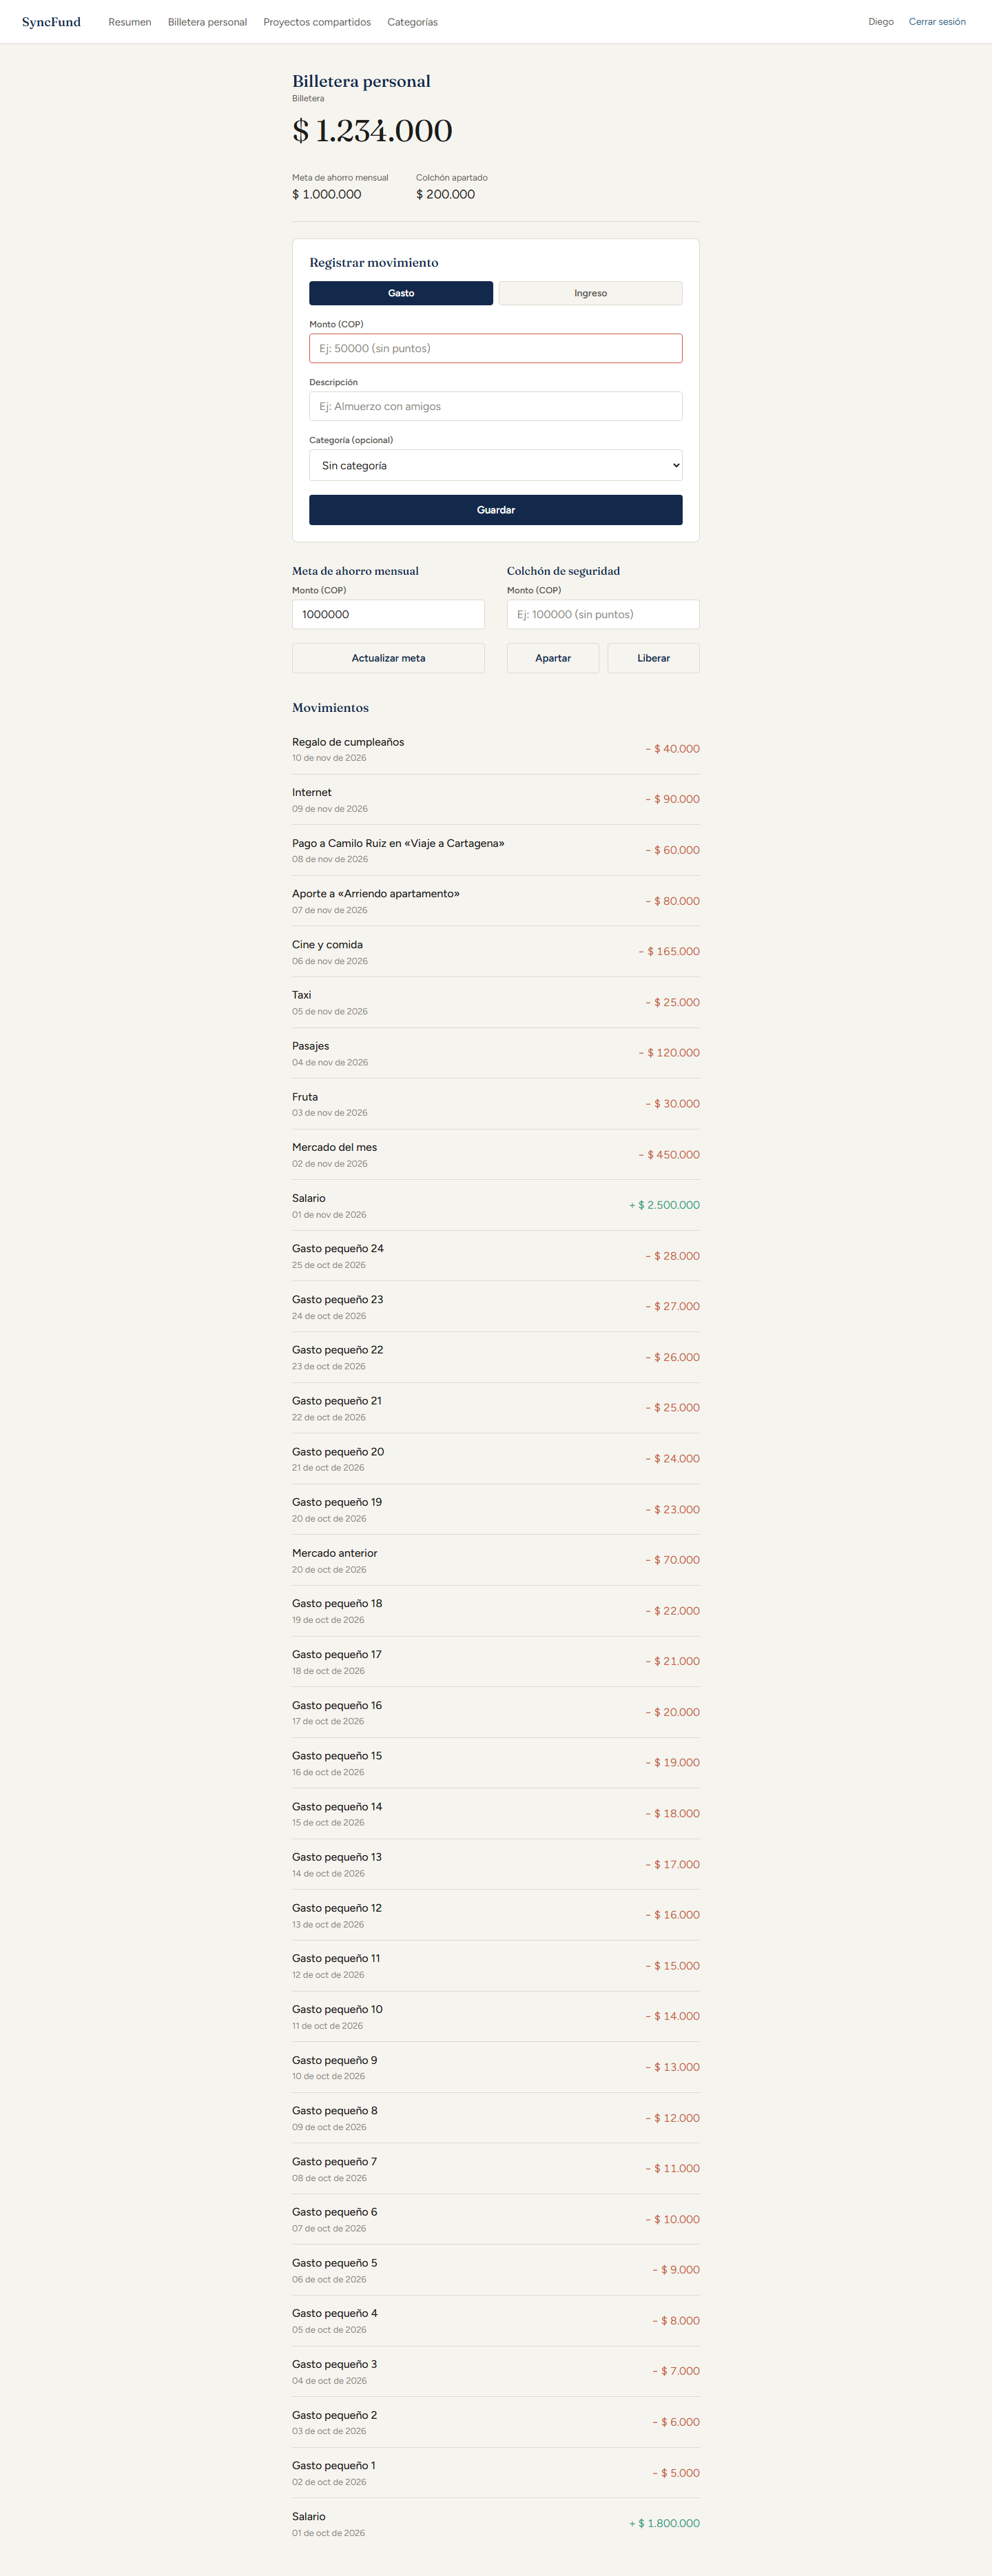 SyncFund Resumen Billetera personal Proyectos compartidos Categorías Diego Cerrar sesión
Billetera personal
Billetera
$ 1.234.000
Meta de ahorro mensual Colchón apartado
$ 1.000.000 $ 200.000
Registrar movimiento
Gasto Ingreso
Monto (COP)
Ej: 50000 (sin puntos)
Descripción
Ej: Almuerzo con amigos
Categoría (opcional)
Sin categoría
Guardar
Meta de ahorro mensual Colchón de seguridad
Monto (COP) Monto (COP)
1000000 Ej: 100000 (sin puntos)
Actualizar meta Apartar Liberar
Movimientos
Regalo de cumpleaños − $ 40.000
10 de nov de 2026
Internet − $ 90.000
09 de nov de 2026
Pago a Camilo Ruiz en «Viaje a Cartagena» − $ 60.000
08 de nov de 2026
Aporte a «Arriendo apartamento» − $ 80.000
07 de nov de 2026
Cine y comida − $ 165.000
06 de nov de 2026
Taxi − $ 25.000
05 de nov de 2026
Pasajes − $ 120.000
04 de nov de 2026
Fruta − $ 30.000
03 de nov de 2026
Mercado del mes − $ 450.000
02 de nov de 2026
Salario + $ 2.500.000
01 de nov de 2026
Gasto pequeño 24 − $ 28.000
25 de oct de 2026
Gasto pequeño 23 − $ 27.000
24 de oct de 2026
Gasto pequeño 22 − $ 26.000
23 de oct de 2026
Gasto pequeño 21 − $ 25.000
22 de oct de 2026
Gasto pequeño 20 − $ 24.000
21 de oct de 2026
Gasto pequeño 19 − $ 23.000
20 de oct de 2026
Mercado anterior − $ 70.000
20 de oct de 2026
Gasto pequeño 18 − $ 22.000
19 de oct de 2026
Gasto pequeño 17 − $ 21.000
18 de oct de 2026
Gasto pequeño 16 − $ 20.000
17 de oct de 2026
Gasto pequeño 15 − $ 19.000
16 de oct de 2026
Gasto pequeño 14 − $ 18.000
15 de oct de 2026
Gasto pequeño 13 − $ 17.000
14 de oct de 2026
Gasto pequeño 12 − $ 16.000
13 de oct de 2026
Gasto pequeño 11 − $ 15.000
12 de oct de 2026
Gasto pequeño 10 − $ 14.000
11 de oct de 2026
Gasto pequeño 9 − $ 13.000
10 de oct de 2026
Gasto pequeño 8 − $ 12.000
09 de oct de 2026
Gasto pequeño 7 − $ 11.000
08 de oct de 2026
Gasto pequeño 6 − $ 10.000
07 de oct de 2026
Gasto pequeño 5 − $ 9.000
06 de oct de 2026
Gasto pequeño 4 − $ 8.000
05 de oct de 2026
Gasto pequeño 3 − $ 7.000
04 de oct de 2026
Gasto pequeño 2 − $ 6.000
03 de oct de 2026
Gasto pequeño 1 − $ 5.000
02 de oct de 2026
Salario + $ 1.800.000
01 de oct de 2026